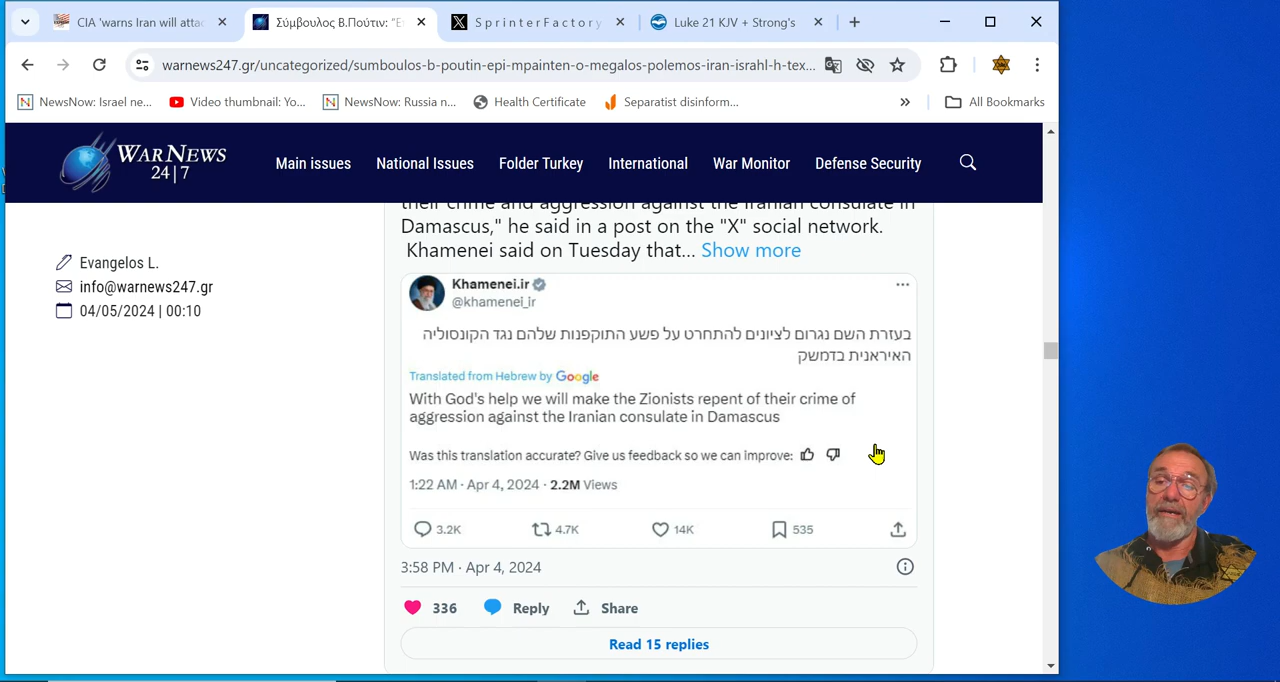 CIA 'warns Iran will attac
Σύμβουλος Β.Πούτιν: "Επ
SprinterFactory
Luke 21 KJV + Strong's
warnews247.gr/uncategorized/sumboulos-b-poutin-epi-mpainten-o-megalos-polemos-iran-israhl-h-tex...
NewsNow: Israel ne...
Video thumbnail: Yo...
NewsNow: Russia n...
Health Certificate
Separatist disinform...
All Bookmarks
WARNEWS
24|7
Main issues
National Issues
Folder Turkey
International
War Monitor
Defense Security
their crime and aggression against the Iranian consulate in
Damascus," he said in a post on the "X" social network.
Khamenei said on Tuesday that... Show more
Evangelos L.
info@warnews247.gr
04/05/2024 | 00:10
Khamenei.ir
@khamenei_ir
בעזרת השם נגרום לציונים להתחרט על פשע התוקפנות שלהם נגד הקונסוליה
האיראנית בדמשק
Translated from Hebrew by Google
With God's help we will make the Zionists repent of their crime of
aggression against the Iranian consulate in Damascus
Was this translation accurate? Give us feedback so we can improve:
1:22 AM · Apr 4, 2024 · 2.2M Views
3.2K 4.7K 14K 535
3:58 PM · Apr 4, 2024
336 Reply Share
Read 15 replies